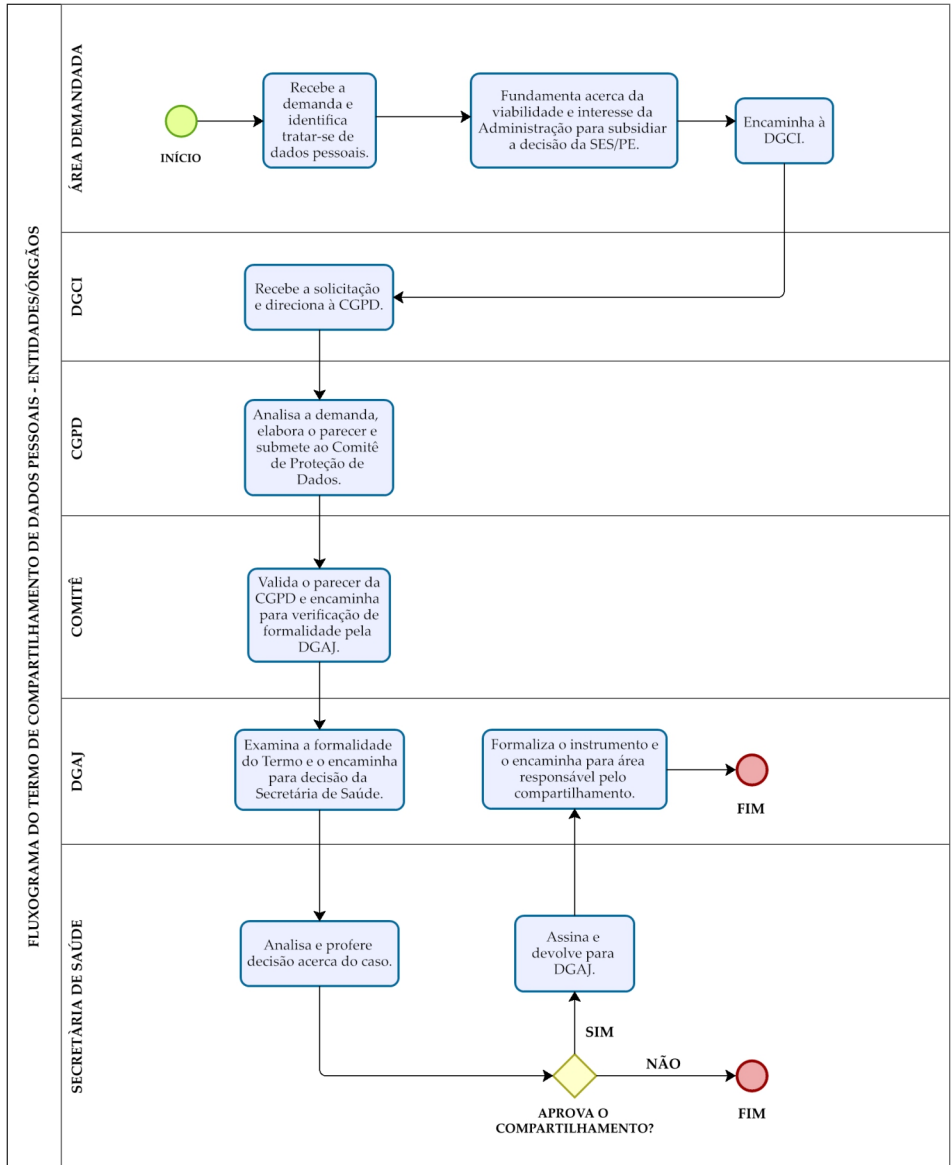 FLUXOGRAMA DO TERMO DE COMPARTILHAMENTO DE DADOS PESSOAIS - ENTIDADES/ÓRGÃOS
ÁREA DEMANDADA
INÍCIO
Recebe a
demanda e
identifica
tratar-se de
dados pessoais.
Fundamenta acerca da
viabilidade e interesse da
Administração para subsidiar
a decisão da SES/PE.
Encaminha à
DGCI.
DGCI
Recebe a solicitação
e direciona à CGPD.
CGPD
Analisa a demanda,
elabora o parecer e
submete ao Comitê
de Proteção de
Dados.
COMITÊ
Valida o parecer da
CGPD e encaminha
para verificação de
formalidade pela
DGAJ.
DGAJ
Examina a formalidade
do Termo e o encaminha
para decisão da
Secretária de Saúde.
Formaliza o instrumento e
o encaminha para área
responsável pelo
compartilhamento.
FIM
SECRETÀRIA DE SAÚDE
Analisa e profere
decisão acerca do caso.
Assina e
devolve para
DGAJ.
SIM
NÃO
APROVA O
COMPARTILHAMENTO?
FIM